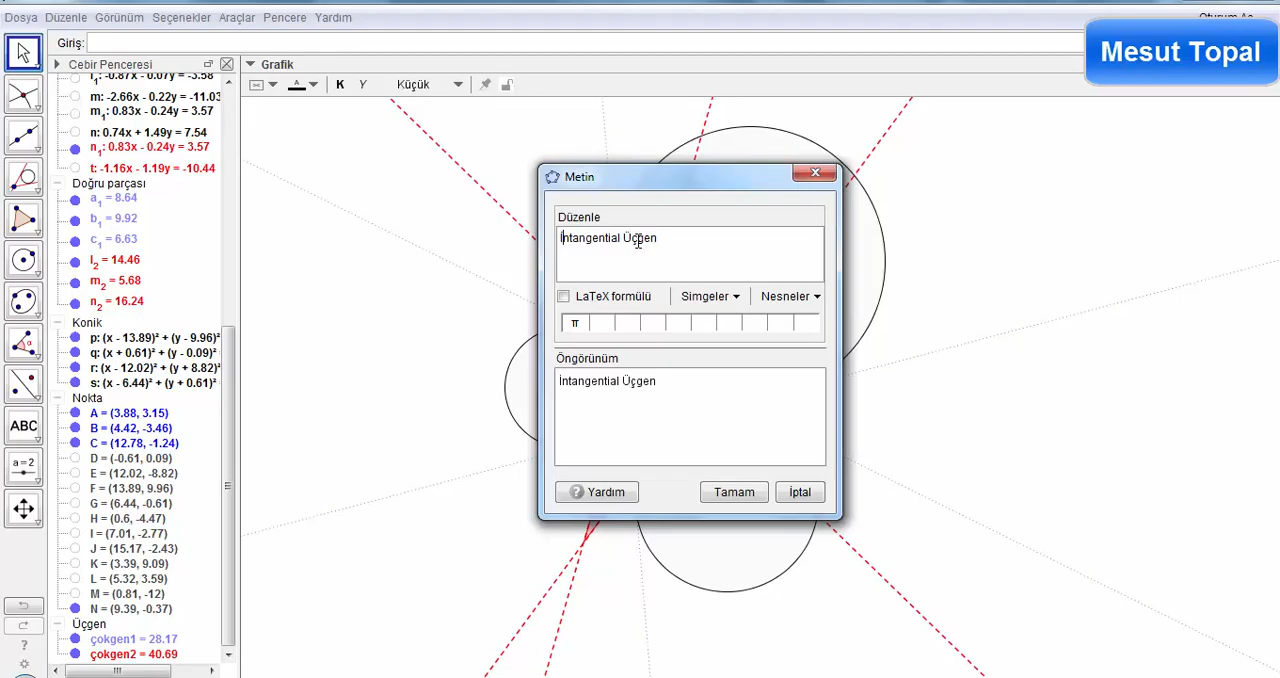 Dosya Düzenle Görünüm Seçenekler Araçlar Pencere Yardım
Mesut Topal
Giriş:
Cebir Penceresi
Grafik
K Y Küçük
l₁: -0.87x - 0.07y = -3.58
m: -2.66x - 0.22y = -11.03
m₁: 0.83x - 0.24y = 3.57
n: 0.74x + 1.49y = 7.54
n₁: 0.83x - 0.24y = 3.57
t: -1.16x - 1.19y = -10.44
Doğru parçası
a₁ = 8.64
b₁ = 9.92
c₁ = 6.63
l₂ = 14.46
m₂ = 5.68
n₂ = 16.24
Konik
p: (x - 13.89)² + (y - 9.96)²
q: (x + 0.61)² + (y - 0.09)²
r: (x - 12.02)² + (y + 8.82)²
s: (x - 6.44)² + (y + 0.61)²
Nokta
A = (3.88, 3.15)
B = (4.42, -3.46)
C = (12.78, -1.24)
D = (-0.61, 0.09)
E = (12.02, -8.82)
F = (13.89, 9.96)
G = (6.44, -0.61)
H = (0.6, -4.47)
I = (7.01, -2.77)
J = (15.17, -2.43)
K = (3.39, 9.09)
L = (5.32, 3.59)
M = (0.81, -12)
N = (9.39, -0.37)
Üçgen
çokgen1 = 28.17
çokgen2 = 40.69
ABC
a=2
Metin
Düzenle
İntangential Üçgen
LaTeX formülü Simgeler Nesneler
π
Öngörünüm
İntangential Üçgen
Yardım Tamam İptal